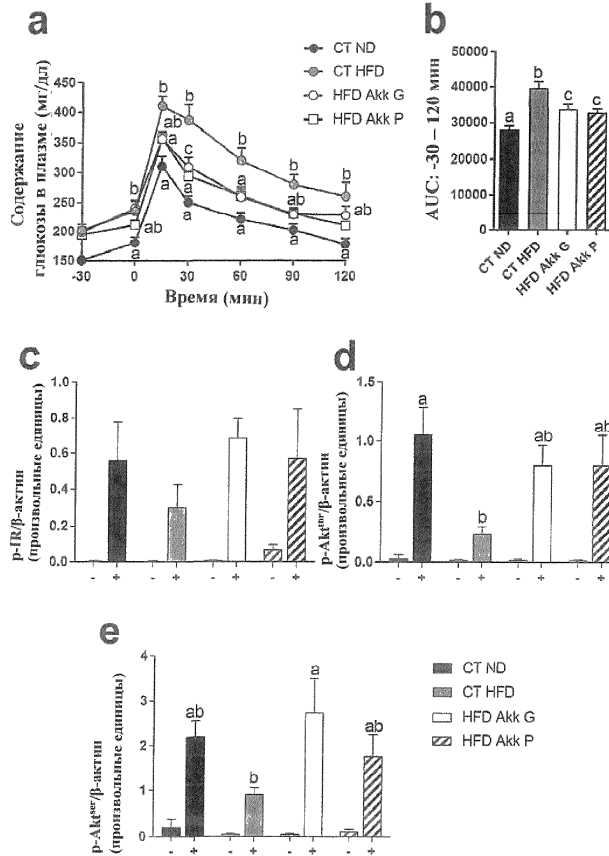 a
CT ND
CT HFD
HFD Akk G
HFD Akk P
Содержание
глюкозы в плазме (мг/дл)
450
400
350
300
250
200
150
b
b
b
b
b
b
ab
a
c
a
a
a
a
a
a
a
a
ab
ab
-30
0
30
60
90
120
Время (мин)
b
AUC: -30 – 120 мин
50000
40000
30000
20000
10000
0
a
b
c
c
CT ND
CT HFD
HFD Akk G
HFD Akk P
c
p-IR/β-актин
(произвольные единицы)
1.0
0.8
0.6
0.4
0.2
0.0
- + - + - + - +
d
p-Akt^thr/β-актин
(произвольные единицы)
1.5
1.0
0.5
0.0
a
b
ab
ab
- + - + - + - +
e
p-Akt^ser/β-актин
(произвольные единицы)
4
3
2
1
0
ab
b
a
ab
- + - + - + - +
CT ND
CT HFD
HFD Akk G
HFD Akk P